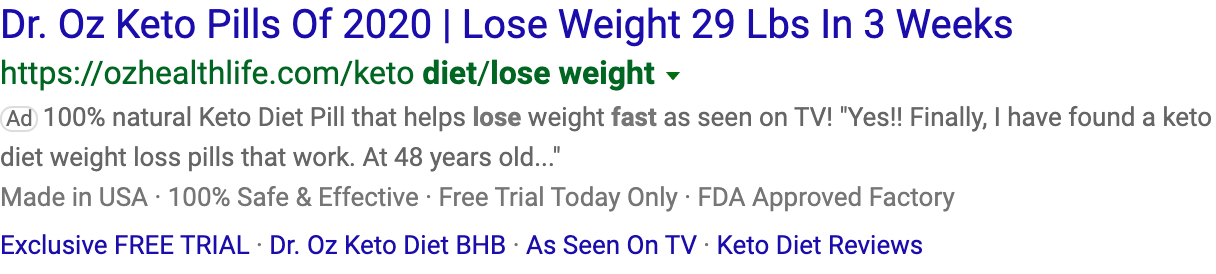 Dr. Oz Keto Pills Of 2020 | Lose Weight 29 Lbs In 3 Weeks
https://ozhealthlife.com/keto diet/lose weight
Ad 100% natural Keto Diet Pill that helps lose weight fast as seen on TV! "Yes!! Finally, I have found a keto
diet weight loss pills that work. At 48 years old..."
Made in USA · 100% Safe & Effective · Free Trial Today Only · FDA Approved Factory
Exclusive FREE TRIAL · Dr. Oz Keto Diet BHB · As Seen On TV · Keto Diet Reviews